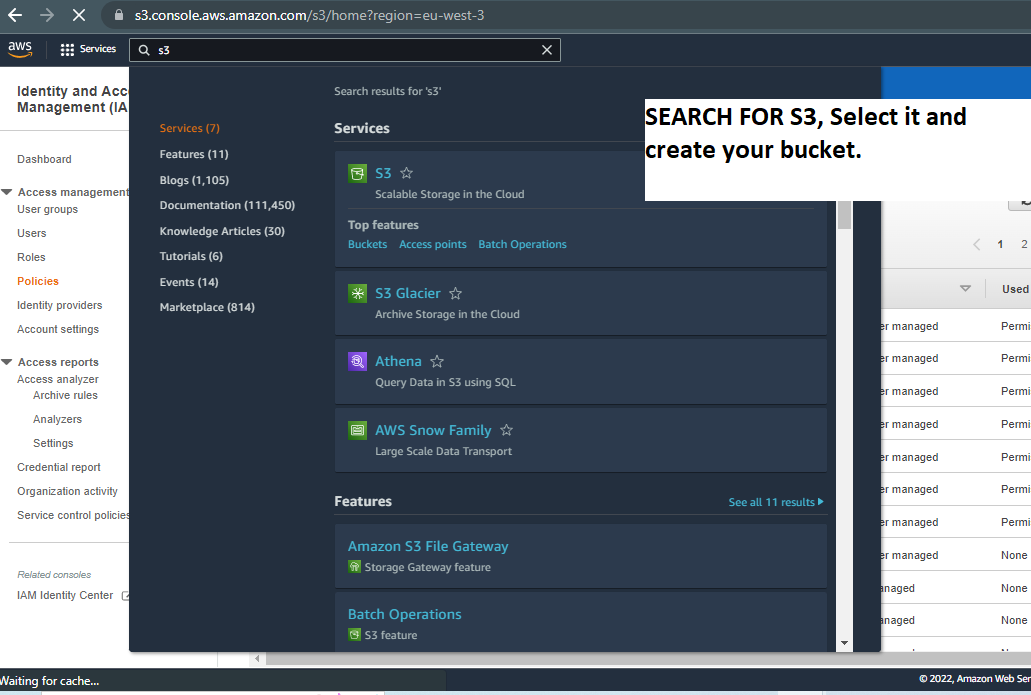 s3.console.aws.amazon.com/s3/home?region=eu-west-3
aws
Services
s3
Identity and Acc
Management (IA
Dashboard
Access management
User groups
Users
Roles
Policies
Identity providers
Account settings
Access reports
Access analyzer
Archive rules
Analyzers
Settings
Credential report
Organization activity
Service control policies
Related consoles
IAM Identity Center
Search results for 's3'
Services (7)
Features (11)
Blogs (1,105)
Documentation (111,450)
Knowledge Articles (30)
Tutorials (6)
Events (14)
Marketplace (814)
Services
S3
Scalable Storage in the Cloud
Top features
Buckets Access points Batch Operations
S3 Glacier
Archive Storage in the Cloud
Athena
Query Data in S3 using SQL
AWS Snow Family
Large Scale Data Transport
Features
See all 11 results
Amazon S3 File Gateway
Storage Gateway feature
Batch Operations
S3 feature
SEARCH FOR S3, Select it and
create your bucket.
1 2
Used
er managed Permi
er managed Permi
er managed Permi
er managed Permi
er managed Permi
er managed Permi
er managed Permi
er managed None
anaged None
anaged None
Waiting for cache...
© 2022, Amazon Web Ser